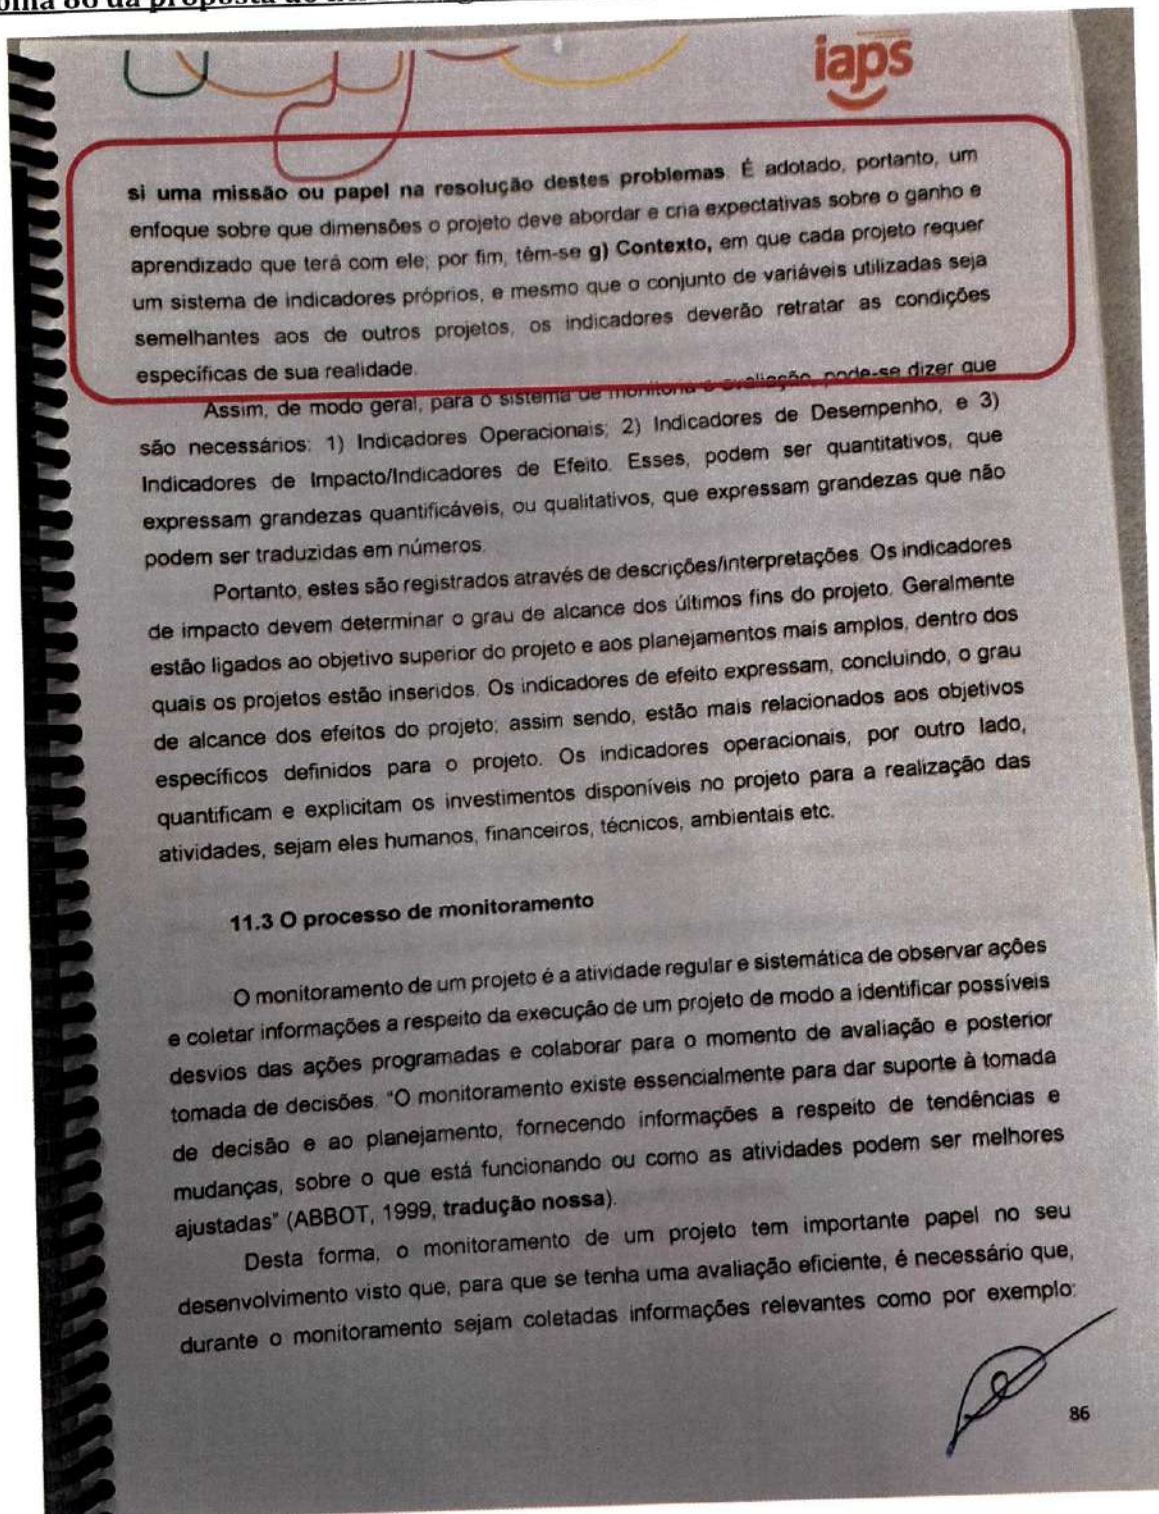 86 da proposta do
iaps
si uma missão ou papel na resolução destes problemas. É adotado, portanto, um
enfoque sobre que dimensões o projeto deve abordar e cria expectativas sobre o ganho e
aprendizado que terá com ele; por fim, têm-se g) Contexto, em que cada projeto requer
um sistema de indicadores próprios, e mesmo que o conjunto de variáveis utilizadas seja
semelhantes aos de outros projetos, os indicadores deverão retratar as condições
específicas de sua realidade.
Assim, de modo geral, para o sistema de monitoria e avaliação, pode-se dizer que
são necessários: 1) Indicadores Operacionais; 2) Indicadores de Desempenho, e 3)
Indicadores de Impacto/Indicadores de Efeito. Esses, podem ser quantitativos, que
expressam grandezas quantificáveis, ou qualitativos, que expressam grandezas que não
podem ser traduzidas em números.
Portanto, estes são registrados através de descrições/interpretações. Os indicadores
de impacto devem determinar o grau de alcance dos últimos fins do projeto. Geralmente
estão ligados ao objetivo superior do projeto e aos planejamentos mais amplos, dentro dos
quais os projetos estão inseridos. Os indicadores de efeito expressam, concluindo, o grau
de alcance dos efeitos do projeto; assim sendo, estão mais relacionados aos objetivos
específicos definidos para o projeto. Os indicadores operacionais, por outro lado,
quantificam e explicitam os investimentos disponíveis no projeto para a realização das
atividades, sejam eles humanos, financeiros, técnicos, ambientais etc.
11.3 O processo de monitoramento
O monitoramento de um projeto é a atividade regular e sistemática de observar ações
e coletar informações a respeito da execução de um projeto de modo a identificar possíveis
desvios das ações programadas e colaborar para o momento de avaliação e posterior
tomada de decisões. "O monitoramento existe essencialmente para dar suporte à tomada
de decisão e ao planejamento, fornecendo informações a respeito de tendências e
mudanças, sobre o que está funcionando ou como as atividades podem ser melhores
ajustadas" (ABBOT, 1999, tradução nossa).
Desta forma, o monitoramento de um projeto tem importante papel no seu
desenvolvimento visto que, para que se tenha uma avaliação eficiente, é necessário que,
durante o monitoramento sejam coletadas informações relevantes como por exemplo:
86